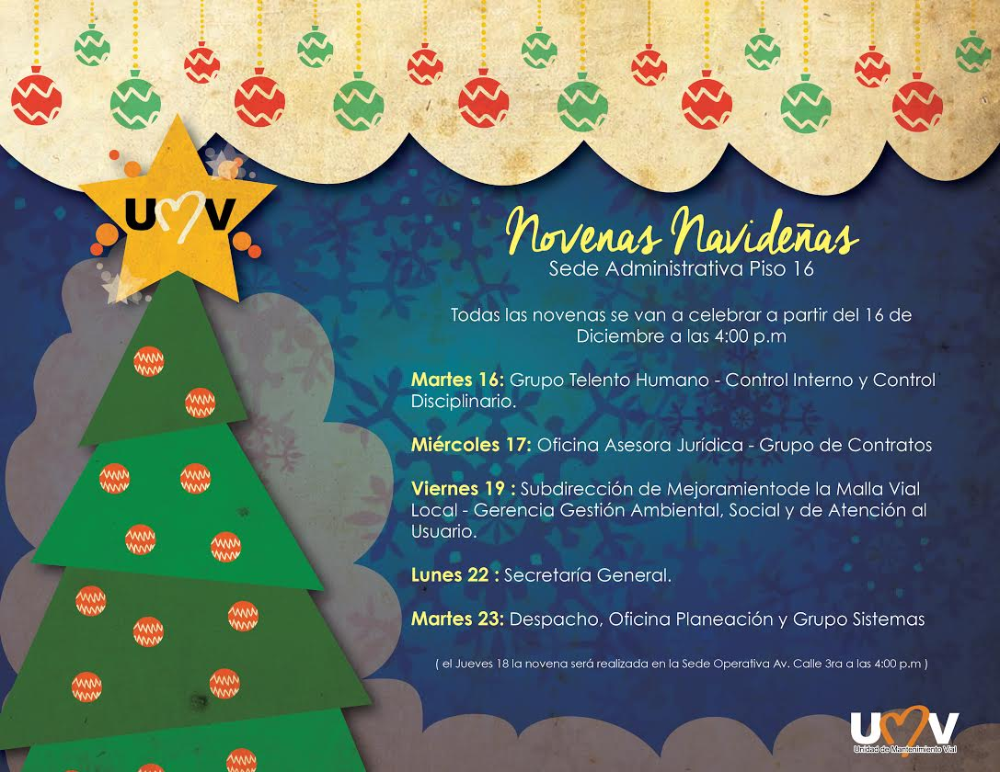 UMV
Novenas Navideñas
Sede Administrativa Piso 16
Todas las novenas se van a celebrar a partir del 16 de
Diciembre a las 4:00 p.m
Martes 16: Grupo Telento Humano - Control Interno y Control
Disciplinario.
Miércoles 17: Oficina Asesora Jurídica - Grupo de Contratos
Viernes 19 : Subdirección de Mejoramientode la Malla Vial
Local - Gerencia Gestión Ambiental, Social y de Atención al
Usuario.
Lunes 22 : Secretaría General.
Martes 23: Despacho, Oficina Planeación y Grupo Sistemas
( el Jueves 18 la novena será realizada en la Sede Operativa Av. Calle 3ra a las 4:00 p.m )
UMV
Unidad de Mantenimiento Vial